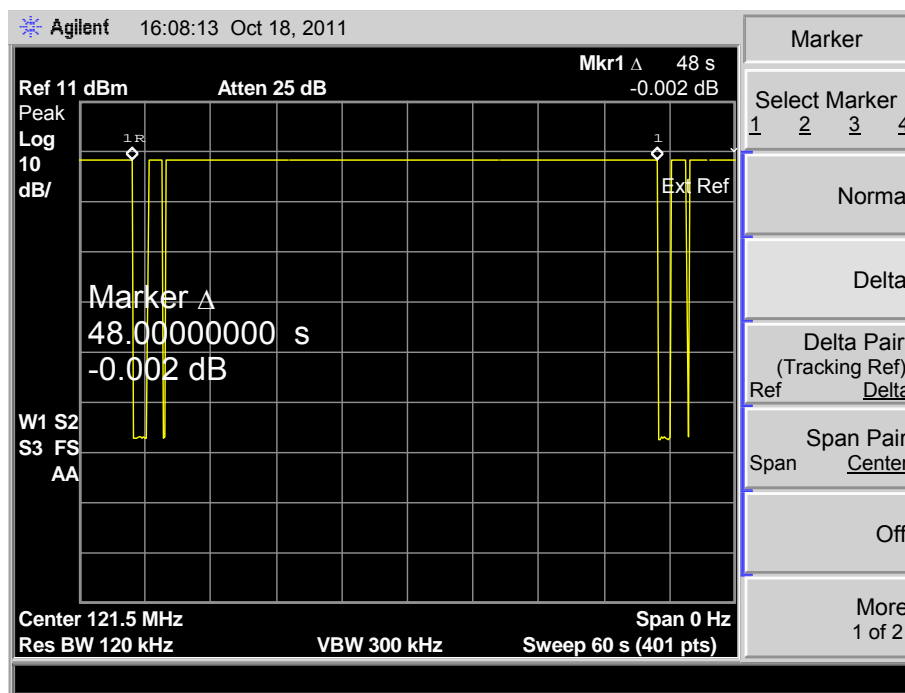 Agilent 16:08:13 Oct 18, 2011
Mkr1 Δ 48 s
Ref 11 dBm Atten 25 dB -0.002 dB
Peak
Log
10
dB/
1R
1
Ext Ref
Marker Δ
48.00000000 s
-0.002 dB
W1 S2
S3 FS
AA
Center 121.5 MHz Span 0 Hz
Res BW 120 kHz VBW 300 kHz Sweep 60 s (401 pts)
Marker
Select Marker
1 2 3 4
Norma
Delta
Delta Pair
(Tracking Ref)
Ref Delta
Span Pair
Span Center
Off
More
1 of 2